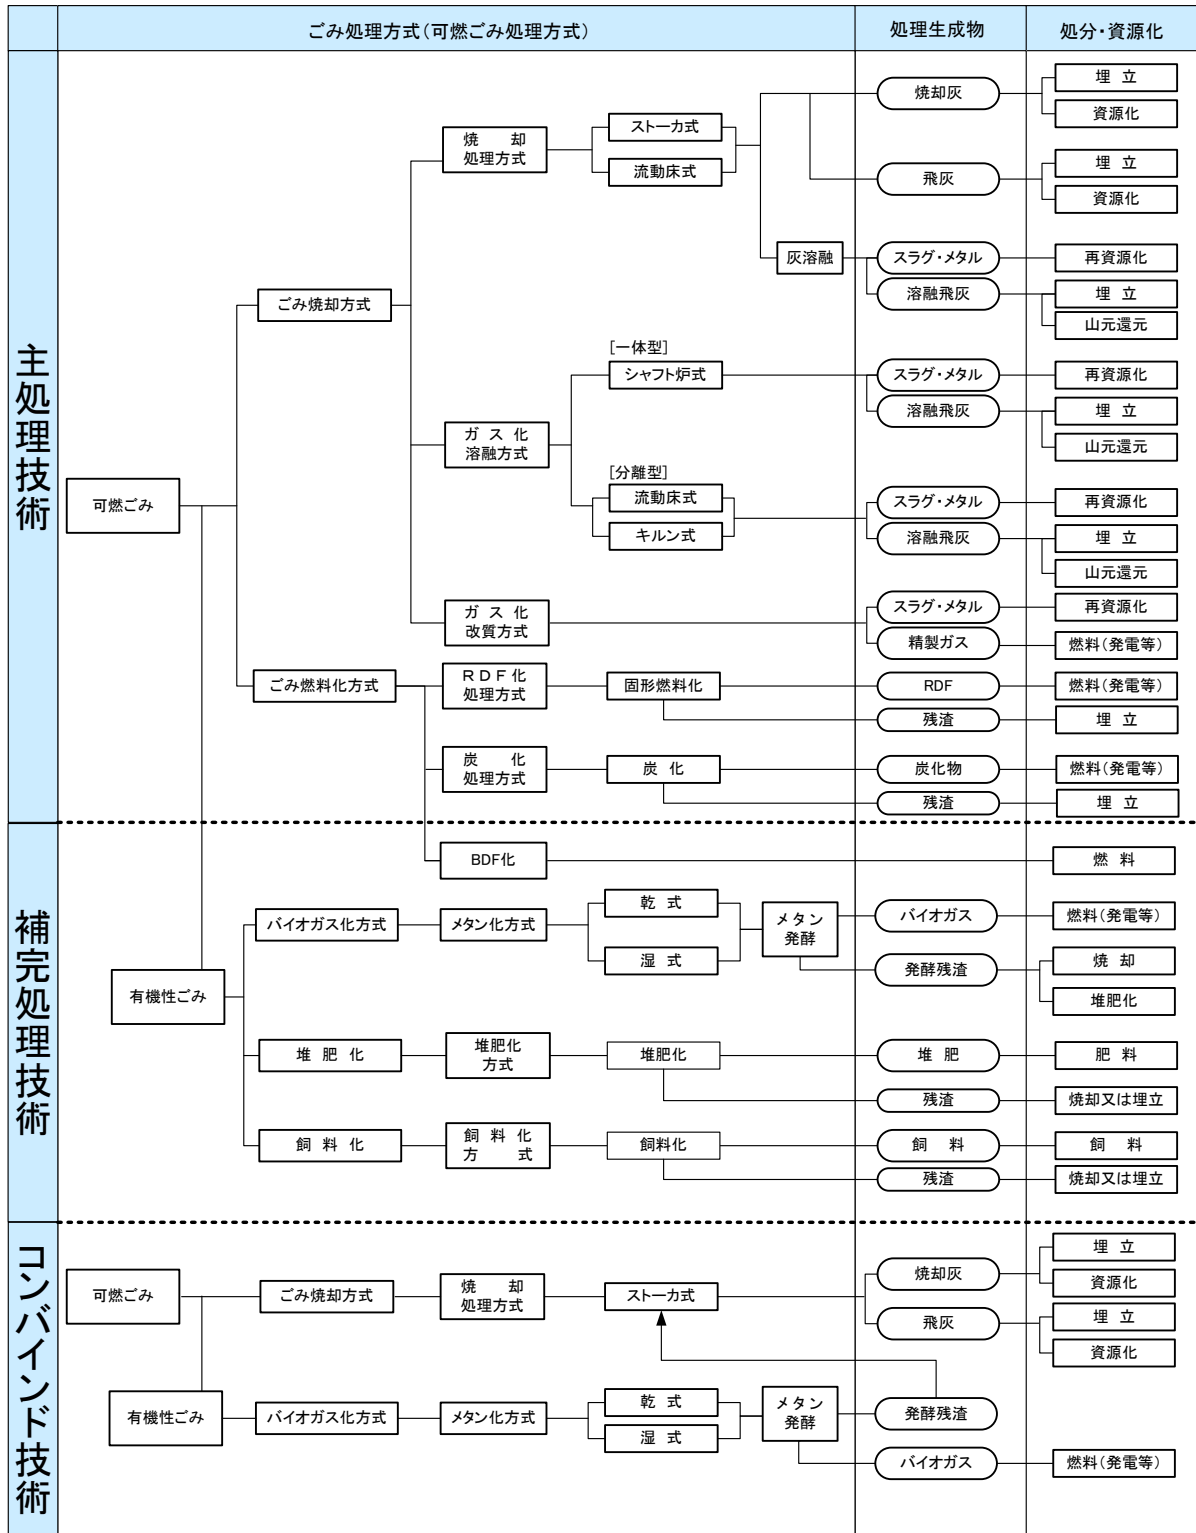 ごみ処理方式(可燃ごみ処理方式)
処理生成物
処分・資源化
主処理技術
可燃ごみ
ごみ焼却方式
焼却
処理方式
ストーカ式
流動床式
焼却灰
埋立
資源化
飛灰
埋立
資源化
灰溶融
スラグ・メタル
再資源化
溶融飛灰
埋立
山元還元
ガス化
溶融方式
[一体型]
シャフト炉式
スラグ・メタル
再資源化
溶融飛灰
埋立
山元還元
[分離型]
流動床式
キルン式
スラグ・メタル
再資源化
溶融飛灰
埋立
山元還元
ガス化
改質方式
スラグ・メタル
再資源化
精製ガス
燃料(発電等)
ごみ燃料化方式
RDF化
処理方式
固形燃料化
RDF
燃料(発電等)
残渣
埋立
炭化
処理方式
炭化
炭化物
燃料(発電等)
残渣
埋立
補完処理技術
BDF化
燃料
有機性ごみ
バイオガス化方式
メタン化方式
乾式
湿式
メタン
発酵
バイオガス
燃料(発電等)
発酵残渣
焼却
堆肥化
堆肥化
堆肥化
方式
堆肥化
堆肥
肥料
残渣
焼却又は埋立
飼料化
飼料化
方式
飼料化
飼料
飼料
残渣
焼却又は埋立
コンバインド技術
可燃ごみ
ごみ焼却方式
焼却
処理方式
ストーカ式
焼却灰
埋立
資源化
飛灰
埋立
資源化
有機性ごみ
バイオガス化方式
メタン化方式
乾式
湿式
メタン
発酵
発酵残渣
バイオガス
燃料(発電等)